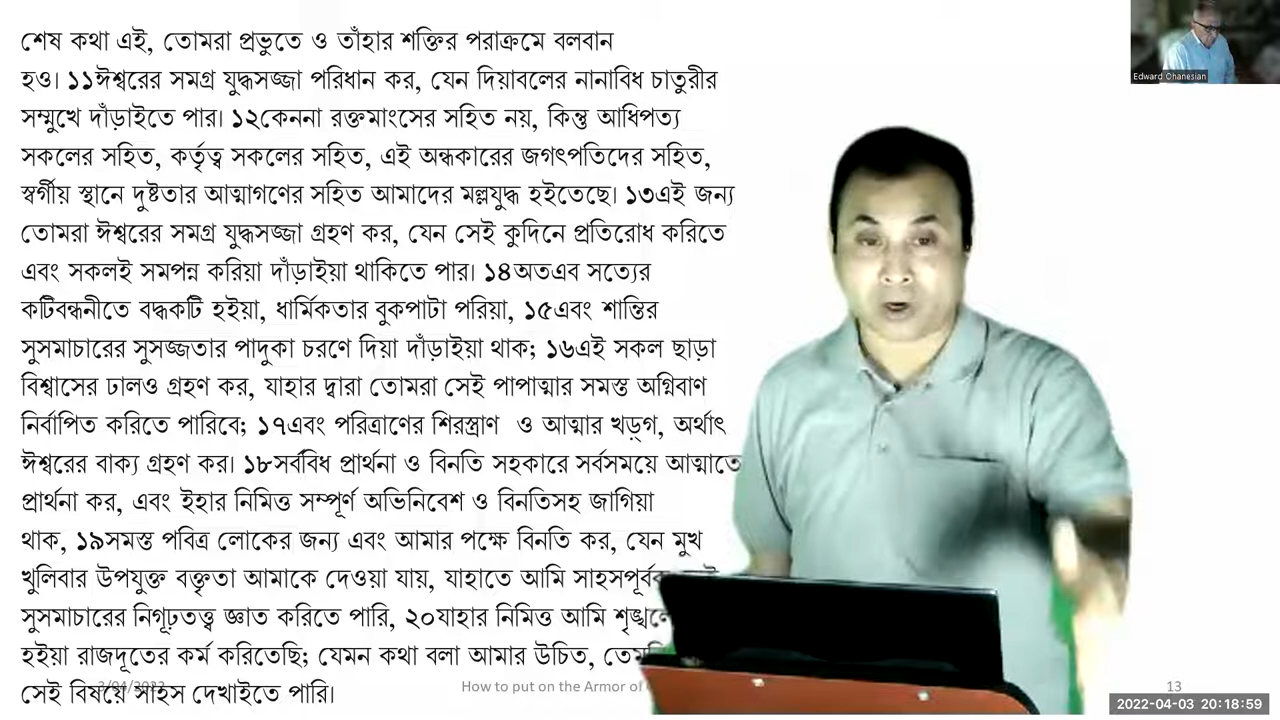 শেষ কথা এই, তোমরা প্রভুতে ও তাঁহার শক্তির পরাক্রমে বলবান
হও। ১১ঈশ্বরের সমগ্র যুদ্ধসজ্জা পরিধান কর, যেন দিয়াবলের নানাবিধ চাতুরীর
সম্মুখে দাঁড়াইতে পার। ১২কেননা রক্তমাংসের সহিত নয়, কিন্তু আধিপত্য
সকলের সহিত, কর্তৃত্ব সকলের সহিত, এই অন্ধকারের জগৎপতিদের সহিত,
স্বর্গীয় স্থানে দুষ্টতার আত্মাগণের সহিত আমাদের মল্লযুদ্ধ হইতেছে। ১৩এই জন্য
তোমরা ঈশ্বরের সমগ্র যুদ্ধসজ্জা গ্রহণ কর, যেন সেই কুদিনে প্রতিরোধ করিতে
এবং সকলই সমপন্ন করিয়া দাঁড়াইয়া থাকিতে পার। ১৪অতএব সত্যের
কটিবন্ধনীতে বদ্ধকটি হইয়া, ধার্মিকতার বুকপাটা পরিয়া, ১৫এবং শান্তির
সুসমাচারের সুসজ্জতার পাদুকা চরণে দিয়া দাঁড়াইয়া থাক; ১৬এই সকল ছাড়া
বিশ্বাসের ঢালও গ্রহণ কর, যাহার দ্বারা তোমরা সেই পাপাত্মার সমস্ত অগ্নিবাণ
নির্বাপিত করিতে পারিবে; ১৭এবং পরিত্রাণের শিরস্ত্রাণ ও আত্মার খড়্গ, অর্থাৎ
ঈশ্বরের বাক্য গ্রহণ কর। ১৮সর্ববিধ প্রার্থনা ও বিনতি সহকারে সর্বসময়ে আত্মাতে
প্রার্থনা কর, এবং ইহার নিমিত্ত সম্পূর্ণ অভিনিবেশ ও বিনতিসহ জাগিয়া
থাক, ১৯সমস্ত পবিত্র লোকের জন্য এবং আমার পক্ষে বিনতি কর, যেন মুখ
খুলিবার উপযুক্ত বক্তৃতা আমাকে দেওয়া যায়, যাহাতে আমি
সুসমাচারের নিগূঢ়তত্ত্ব জ্ঞাত করিতে পারি, ২০যাহার নিমিত্ত আমি
হইয়া রাজদূতের কর্ম করিতেছি; যেমন কথা বলা আমার উচিত,
সেই বিষয়ে সাহস দেখাইতে পারি।
How to put on the Armor of
13
Edward Ohanesian
2022-04-03 20:18:59